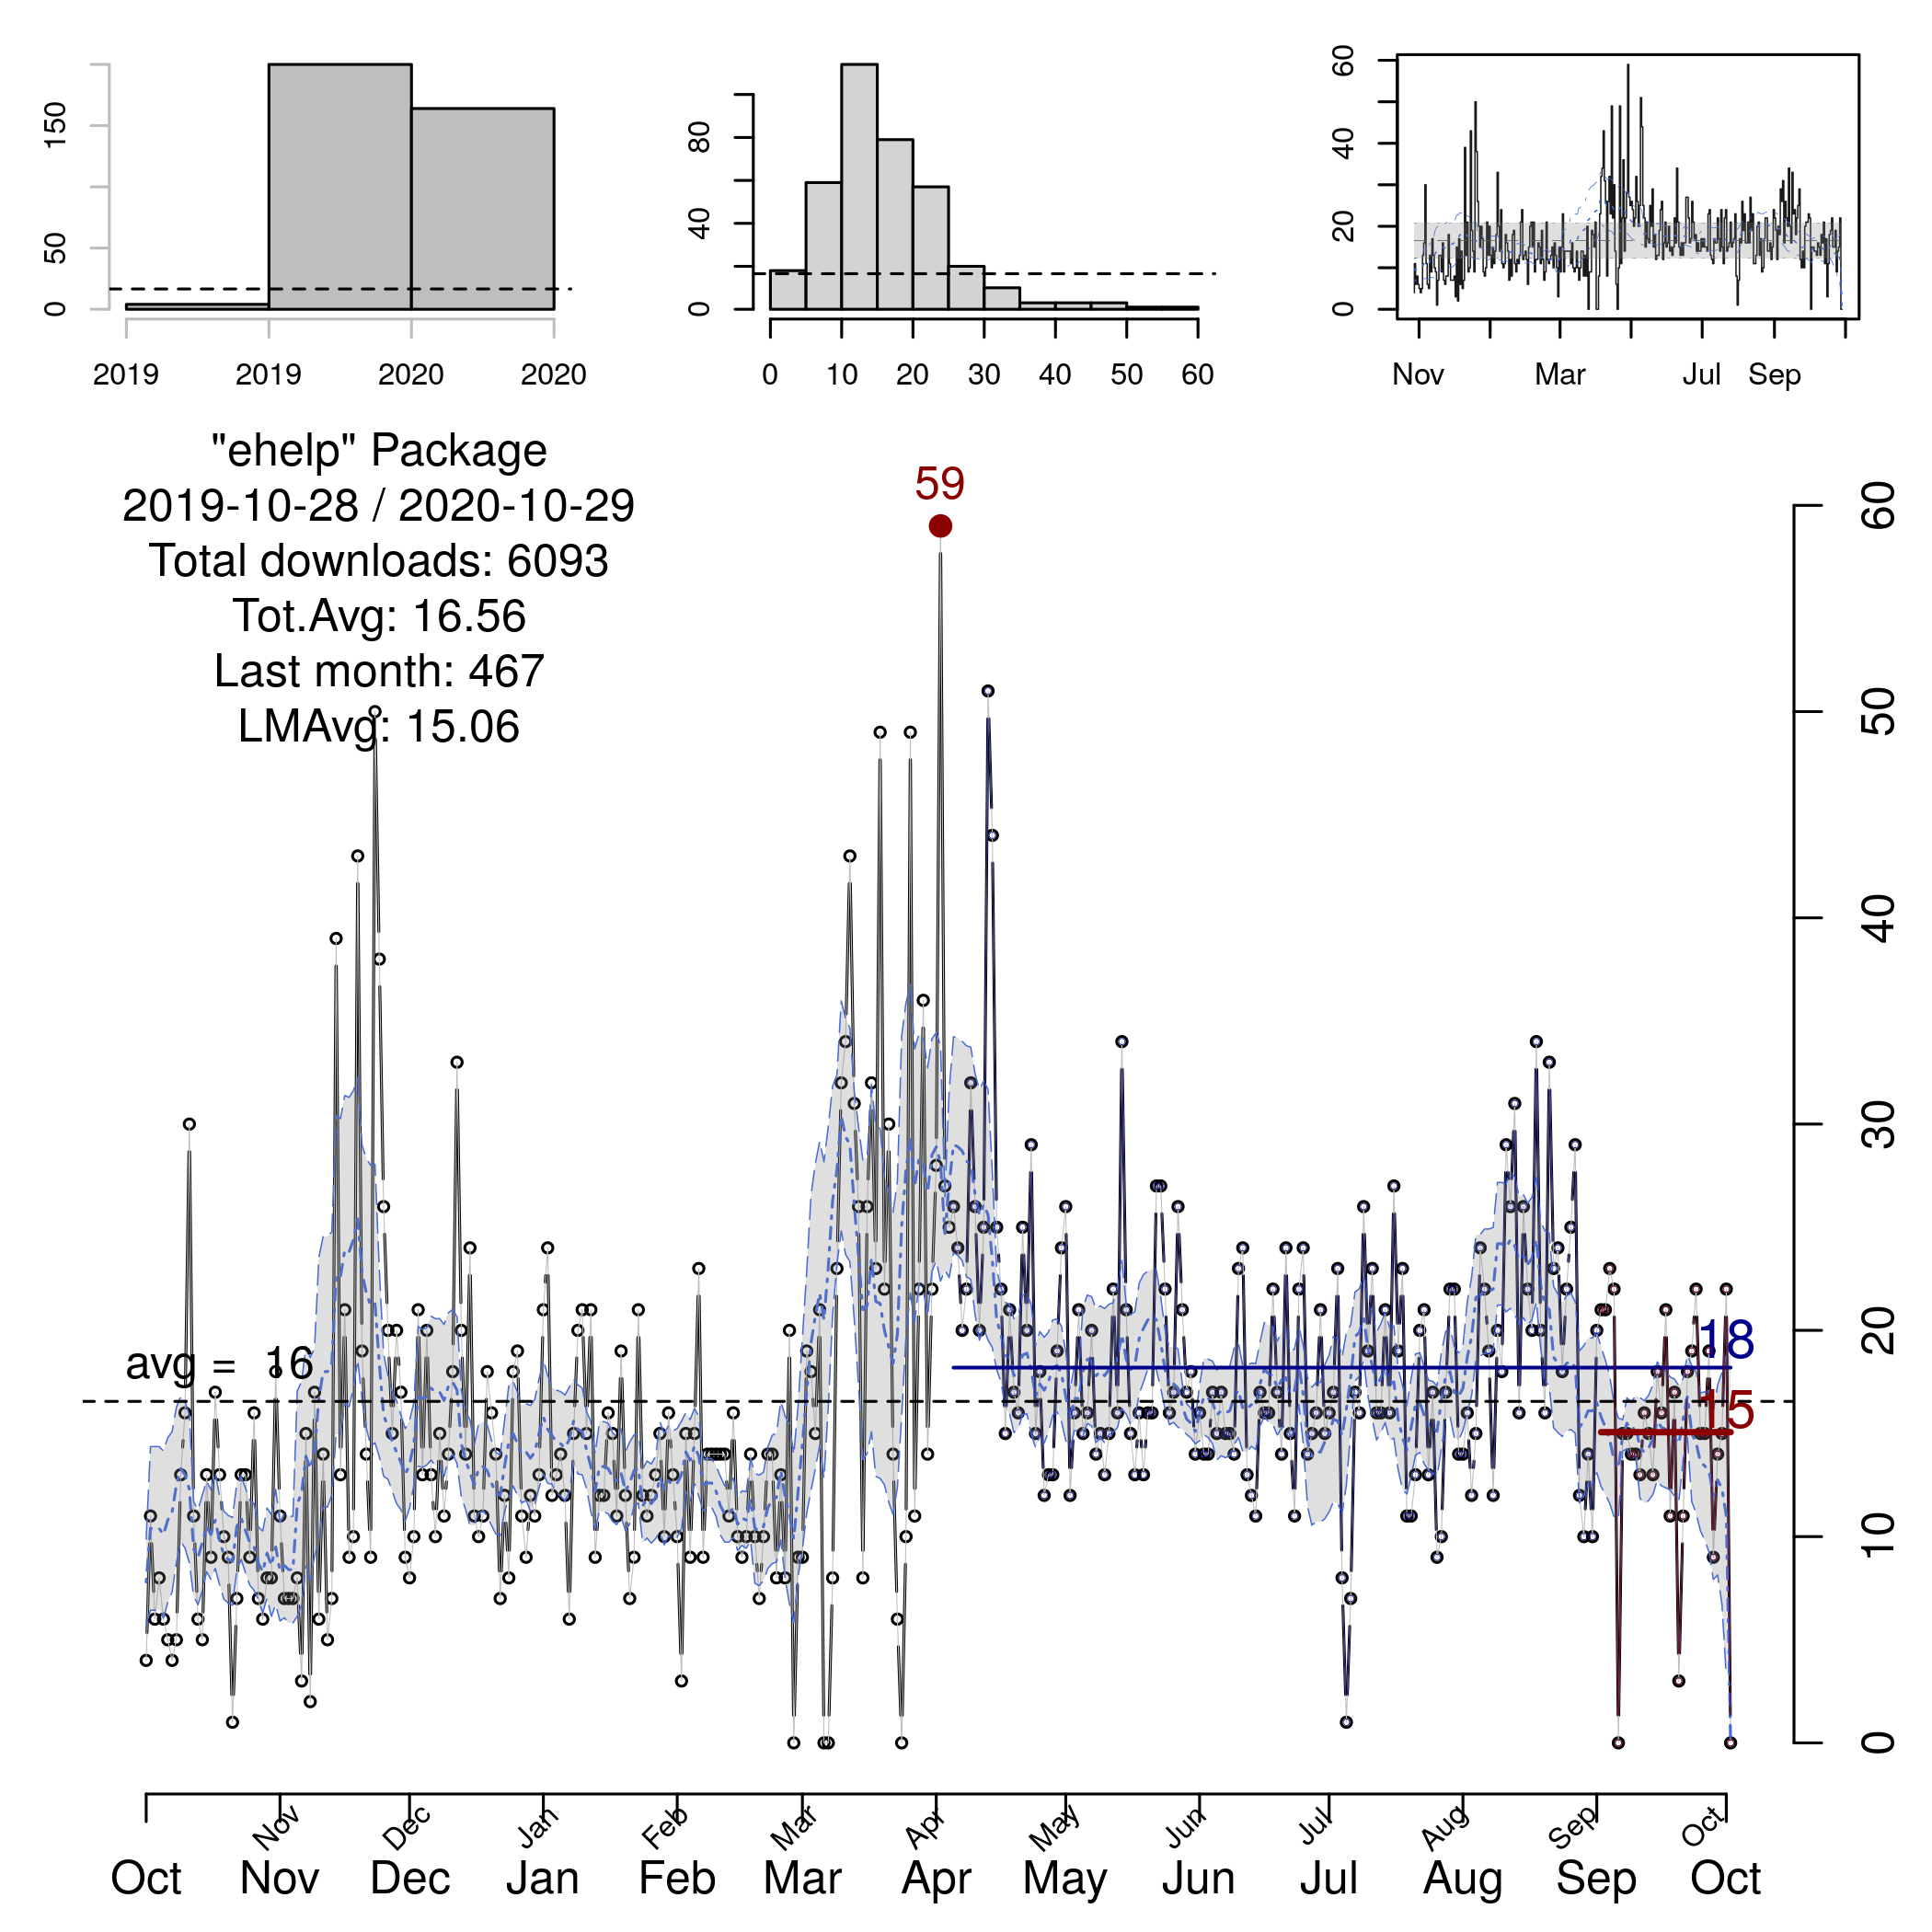 150
50
0
2019 2019 2020 2020
80
40
0
0 10 20 30 40 50 60
60
40
20
0
Nov Mar Jul Sep
"ehelp" Package
2019-10-28 / 2020-10-29
Total downloads: 6093
Tot.Avg: 16.56
Last month: 467
LMAvg: 15.06
59
avg = 16
18
15
60
50
40
30
20
10
0
Nov Dec Jan Feb Mar Apr May Jun Jul Aug Sep Oct
Oct Nov Dec Jan Feb Mar Apr May Jun Jul Aug Sep Oct